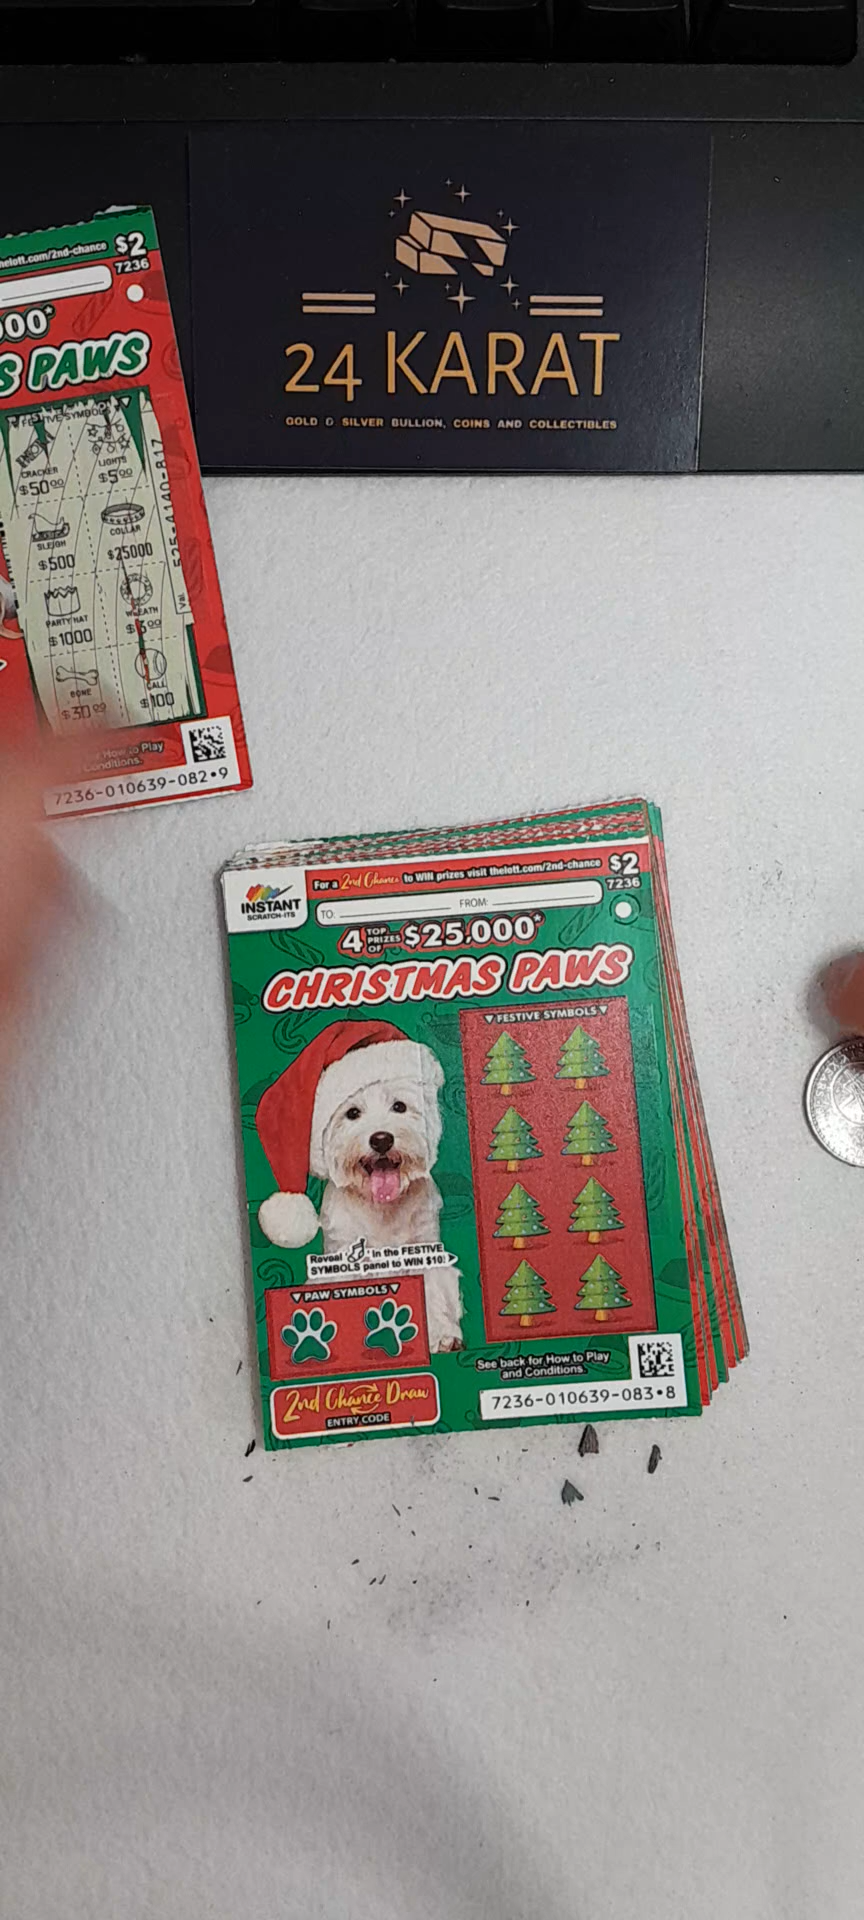 24 KARAT
GOLD & SILVER BULLION, COINS AND COLLECTIBLES
thelott.com/2nd-chance $2
7236
000*
S PAWS
FESTIVE SYMBOLS
CRACKER LIGHTS
$50.00 $5.00
SLEIGH COLLAR
$500 $25000
PARTY HAT WREATH
$1000
BONE
$100
525-4140-817
How to Play
Conditions.
7236-010639-082•9
INSTANT
SCRATCH-ITS
For a 2nd Chance to WIN prizes visit thelott.com/2nd-chance $2
7236
TO: FROM:
4 TOP PRIZES OF $25,000*
CHRISTMAS PAWS
▼ FESTIVE SYMBOLS ▼
Reveal ' ' in the FESTIVE
SYMBOLS panel to WIN $10!
▼ PAW SYMBOLS ▼
See back for How to Play
and Conditions.
2nd Chance Draw
ENTRY CODE
7236-010639-083•8